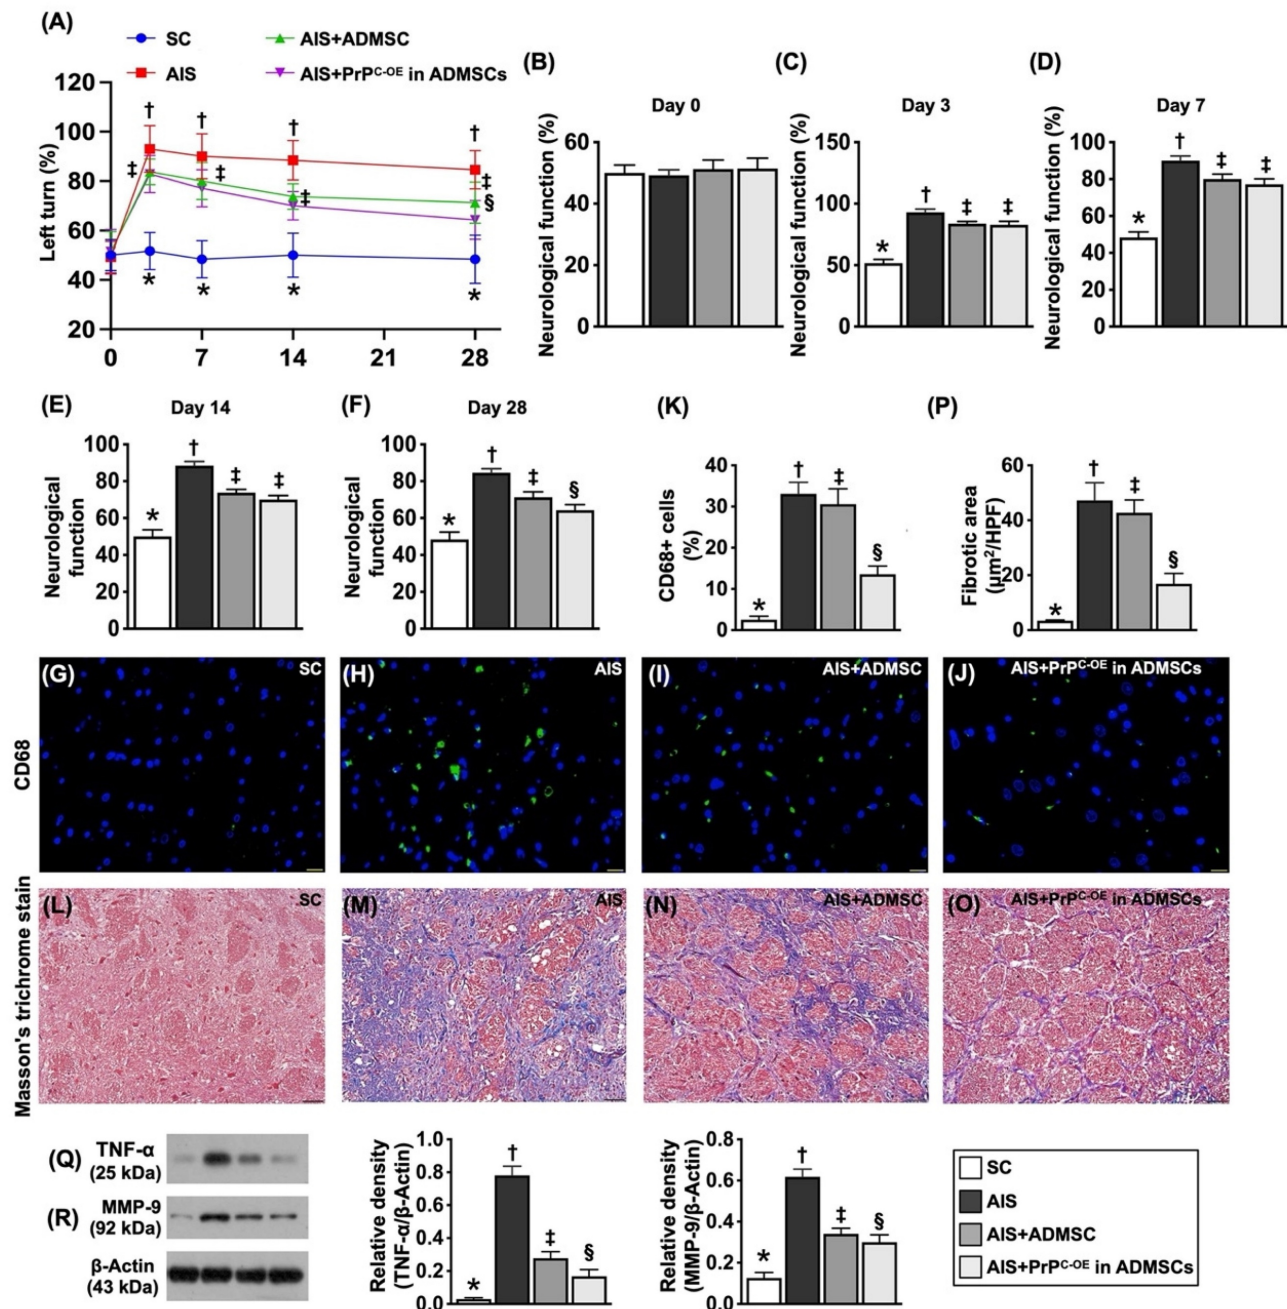 (A)
SC
AIS+ADMSC
AIS
AIS+PrP^C-OE in ADMSCs
Left turn (%)
120
100
80
60
40
20
0
7
14
21
28
†
†
†
†
‡
‡
‡
‡
§
*
*
*
*
(B)
Day 0
Neurological function (%)
60
40
20
0
(C)
Day 3
Neurological function (%)
150
100
50
0
*
†
‡
‡
(D)
Day 7
Neurological function (%)
100
80
60
40
20
0
*
†
‡
‡
(E)
Day 14
Neurological
function
100
80
60
40
20
0
*
†
‡
‡
(F)
Day 28
Neurological
function
100
80
60
40
20
0
*
†
‡
§
(K)
CD68+ cells
(%)
40
30
20
10
0
*
†
‡
§
(P)
Fibrotic area
(μm²/HPF)
60
40
20
0
*
†
‡
§
CD68
(G)
SC
(H)
AIS
(I)
AIS+ADMSC
(J)
AIS+PrP^C-OE in ADMSCs
Masson's trichrome stain
(L)
SC
(M)
AIS
(N)
AIS+ADMSC
(O)
AIS+PrP^C-OE in ADMSCs
(Q)
TNF-α
(25 kDa)
(R)
MMP-9
(92 kDa)
β-Actin
(43 kDa)
Relative density
(TNF-α/β-Actin)
1.0
0.8
0.6
0.4
0.2
0.0
*
†
‡
§
Relative density
(MMP-9/β-Actin)
0.8
0.6
0.4
0.2
0.0
*
†
‡
§
SC
AIS
AIS+ADMSC
AIS+PrP^C-OE in ADMSCs